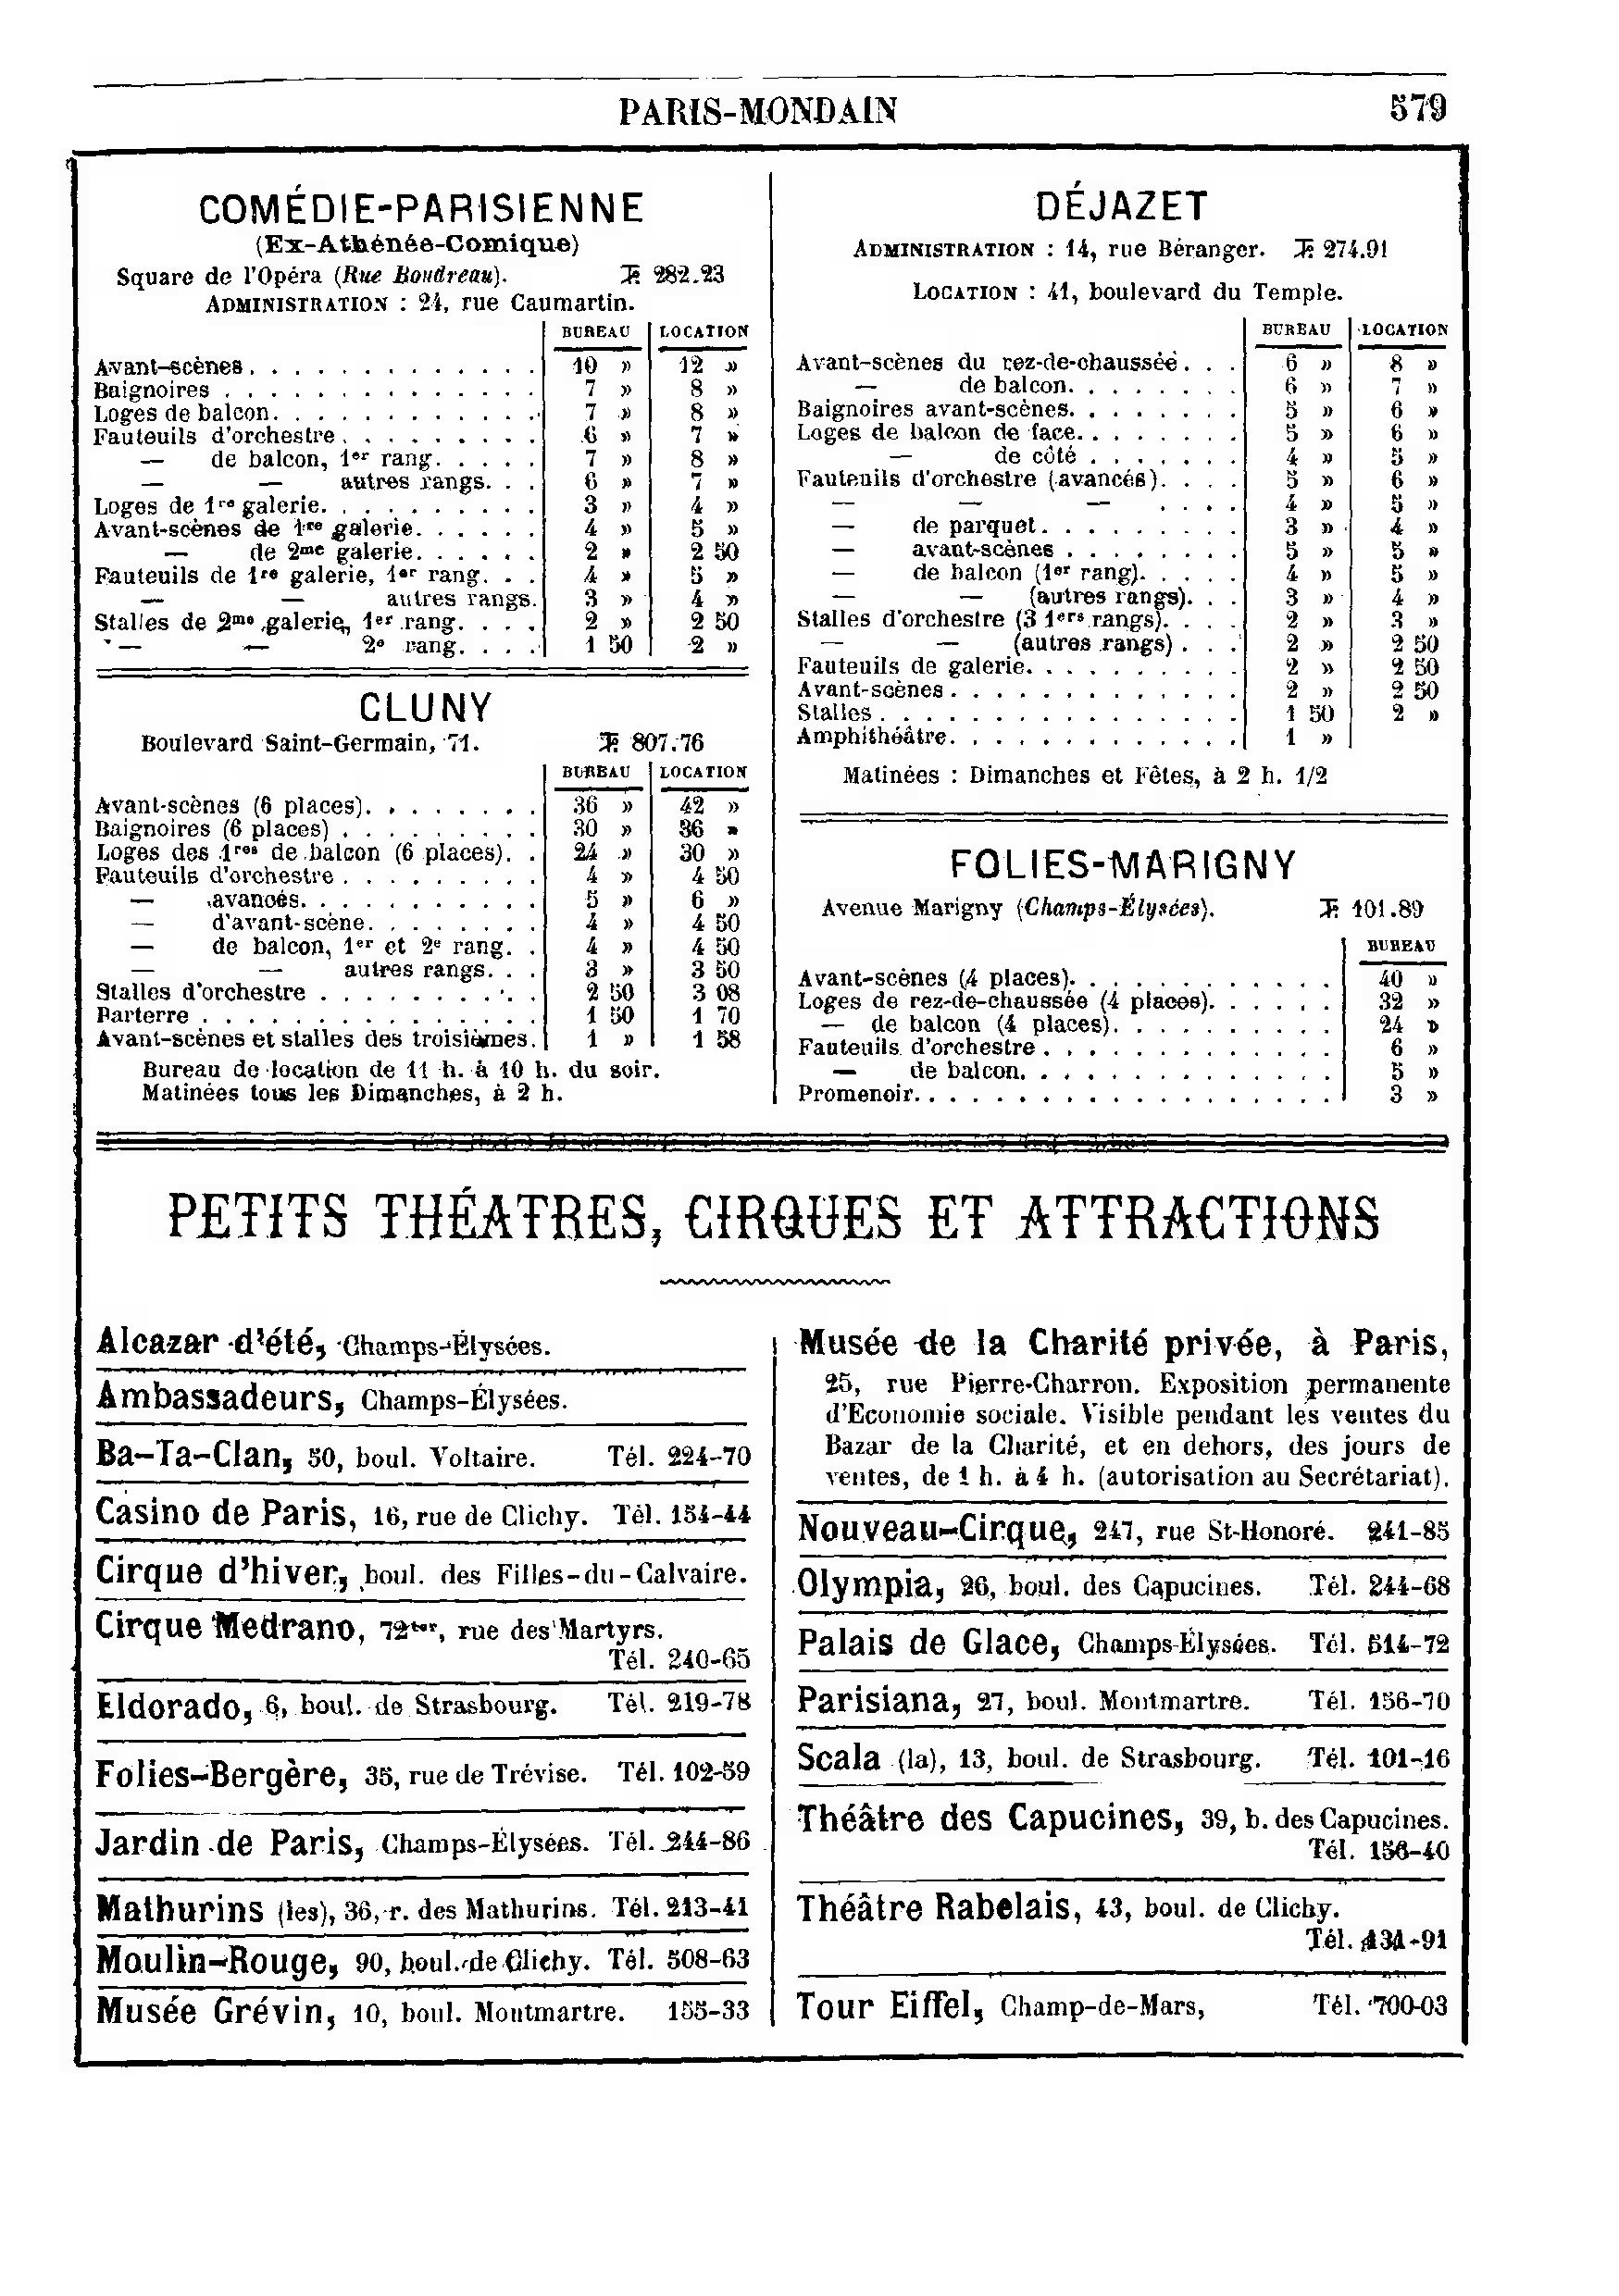 PARIS-MONDAIN 579
COMÉDIE-PARISIENNE
(Ex-Athénée-Comique)
Square de l'Opéra (Rue Boudreau). 282.23
ADMINISTRATION : 24, rue Caumartin.
BUREAU LOCATION
Avant-scènes. . . . . . . . . . . . . 10 » 12 »
Baignoires . . . . . . . . . . . . . . 7 » 8 »
Loges de balcon. . . . . . . . . . . . 7 » 8 »
Fauteuils d'orchestre . . . . . . . . . 6 » 7 »
— de balcon, 1er rang. . . . . 7 » 8 »
— — autres rangs. . . 6 » 7 »
Loges de 1re galerie. . . . . . . . . . 3 » 4 »
Avant-scènes de 1re galerie. . . . . . 4 » 5 »
— de 2me galerie. . . . . . 2 » 2 50
Fauteuils de 1re galerie, 1er rang. . . 4 » 5 »
— — autres rangs. 3 » 4 »
Stalles de 2me galerie, 1er rang. . . . 2 » 2 50
— — 2e rang. . . . 1 50 2 »
CLUNY
Boulevard Saint-Germain, 71. 807.76
BUREAU LOCATION
Avant-scènes (6 places). . . . . . . . 36 » 42 »
Baignoires (6 places) . . . . . . . . . 30 » 36 »
Loges des 1res de balcon (6 places). . 24 » 30 »
Fauteuils d'orchestre . . . . . . . . . 4 » 4 50
— avancés. . . . . . . . . . . 5 » 6 »
— d'avant-scène. . . . . . . . 4 » 4 50
— de balcon, 1er et 2e rang. . 4 » 4 50
— — autres rangs. . . 3 » 3 50
Stalles d'orchestre . . . . . . . . . . 2 50 3 08
Parterre . . . . . . . . . . . . . . . 1 50 1 70
Avant-scènes et stalles des troisièmes. 1 » 1 58
Bureau de location de 11 h. à 10 h. du soir.
Matinées tous les Dimanches, à 2 h.
DÉJAZET
ADMINISTRATION : 14, rue Béranger. 274.91
LOCATION : 41, boulevard du Temple.
BUREAU LOCATION
Avant-scènes du rez-de-chaussée . . . 6 » 8 »
— de balcon. . . . . . . . 6 » 7 »
Baignoires avant-scènes. . . . . . . . 5 » 6 »
Loges de balcon de face. . . . . . . . 5 » 6 »
— de côté . . . . . . . 4 » 5 »
Fauteuils d'orchestre (avancés). . . . 5 » 6 »
— — — . . . . 4 » 5 »
— de parquet. . . . . . . . . 3 » 4 »
— avant-scènes . . . . . . . . 5 » 5 »
— de balcon (1er rang). . . . . 4 » 5 »
— — (autres rangs). . . 3 » 4 »
Stalles d'orchestre (3 1ers rangs). . . . 2 » 3 »
— — (autres rangs) . . . 2 » 2 50
Fauteuils de galerie. . . . . . . . . . 2 » 2 50
Avant-scènes . . . . . . . . . . . . . 2 » 2 50
Stalles . . . . . . . . . . . . . . . . 1 50 2 »
Amphithéâtre. . . . . . . . . . . . . 1 »
Matinées : Dimanches et Fêtes, à 2 h. 1/2
FOLIES-MARIGNY
Avenue Marigny (Champs-Élysées). 101.89
BUREAU
Avant-scènes (4 places). . . . . . . . . . . . 40 »
Loges de rez-de-chaussée (4 places). . . . . . 32 »
— de balcon (4 places). . . . . . . . . . 24 »
Fauteuils d'orchestre . . . . . . . . . . . . . 6 »
— de balcon. . . . . . . . . . . . . . 5 »
Promenoir. . . . . . . . . . . . . . . . . . . 3 »
PETITS THÉATRES, CIRQUES ET ATTRACTIONS
Alcazar d'été, Champs-Élysées.
Ambassadeurs, Champs-Élysées.
Ba-Ta-Clan, 50, boul. Voltaire. Tél. 224-70
Casino de Paris, 16, rue de Clichy. Tél. 154-44
Cirque d'hiver, boul. des Filles-du-Calvaire.
Cirque Medrano, 72ter, rue des Martyrs.
Tél. 240-65
Eldorado, 6, boul. de Strasbourg. Tél. 219-78
Folies-Bergère, 35, rue de Trévise. Tél. 102-59
Jardin de Paris, Champs-Élysées. Tél. 244-86
Mathurins (les), 36, r. des Mathurins. Tél. 213-41
Moulin-Rouge, 90, boul. de Clichy. Tél. 508-63
Musée Grévin, 10, boul. Montmartre. 155-33
Musée de la Charité privée, à Paris,
25, rue Pierre-Charron. Exposition permanente
d'Economie sociale. Visible pendant les ventes du
Bazar de la Charité, et en dehors, des jours de
ventes, de 1 h. à 4 h. (autorisation au Secrétariat).
Nouveau-Cirque, 247, rue St-Honoré. 241-85
Olympia, 26, boul. des Capucines. Tél. 244-68
Palais de Glace, Champs-Élysées. Tél. 514-72
Parisiana, 27, boul. Montmartre. Tél. 156-70
Scala (la), 13, boul. de Strasbourg. Tél. 101-16
Théâtre des Capucines, 39, b. des Capucines.
Tél. 156-40
Théâtre Rabelais, 43, boul. de Clichy.
Tél. 431-91
Tour Eiffel, Champ-de-Mars, Tél. 700-03